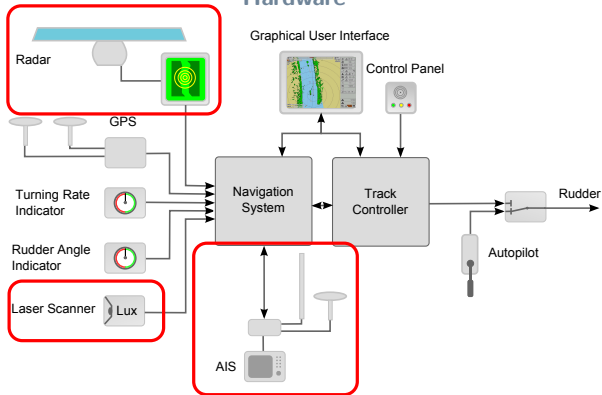 Hardware
Graphical User Interface
Radar
Control Panel
GPS
Turning Rate
Indicator
Navigation
System
Track
Controller
Rudder
Rudder Angle
Indicator
Autopilot
Laser Scanner
Lux
AIS